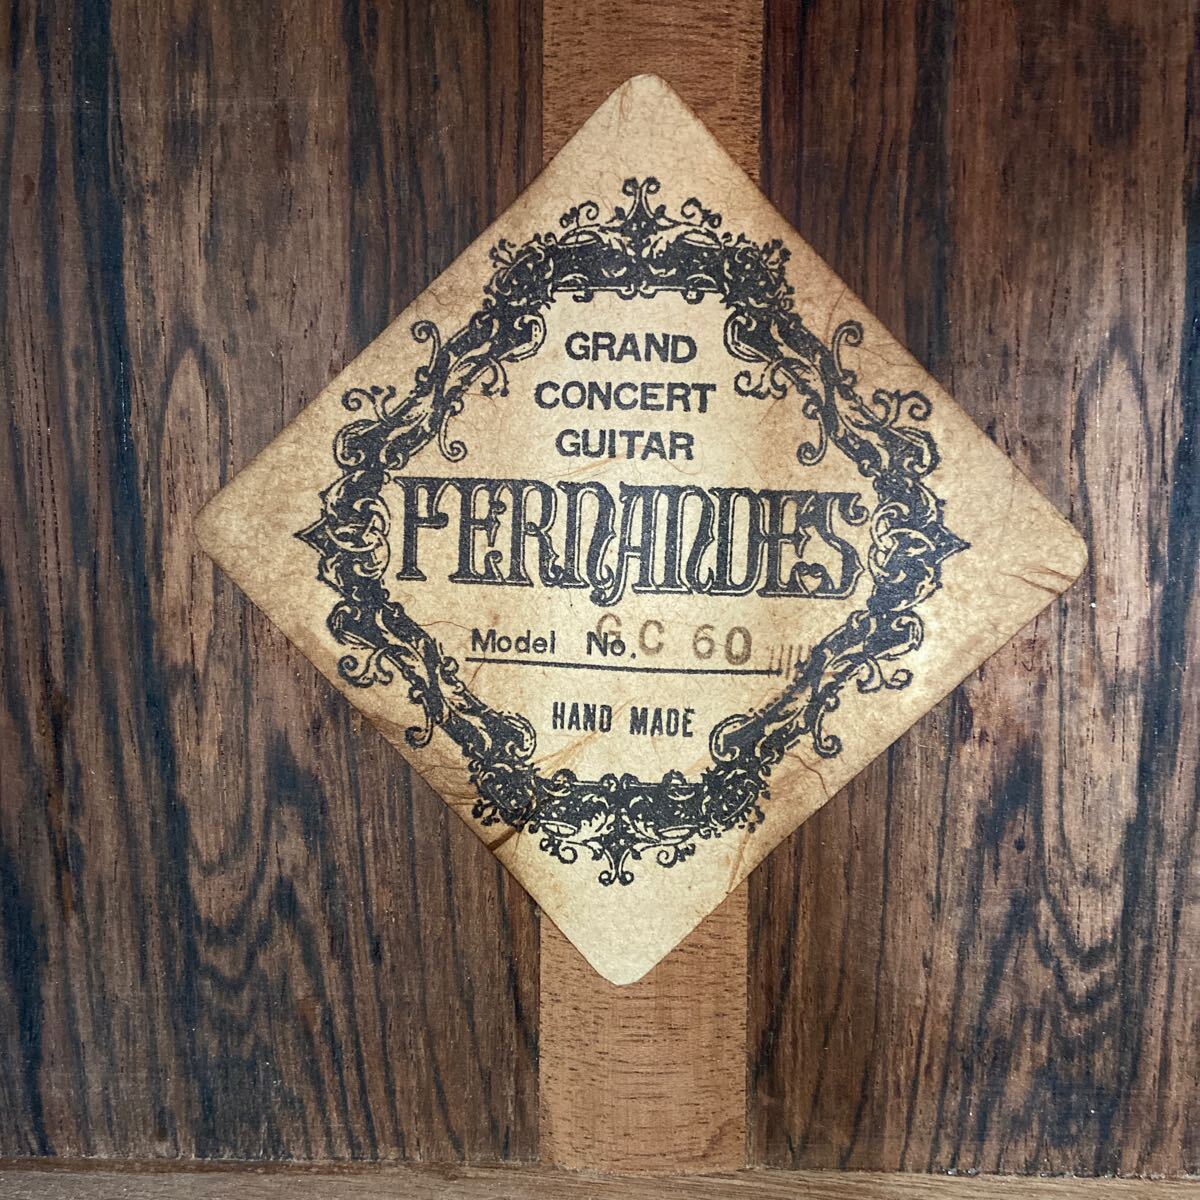 GRAND
CONCERT
GUITAR
FERNANDES
Model No. GC 60
HAND MADE